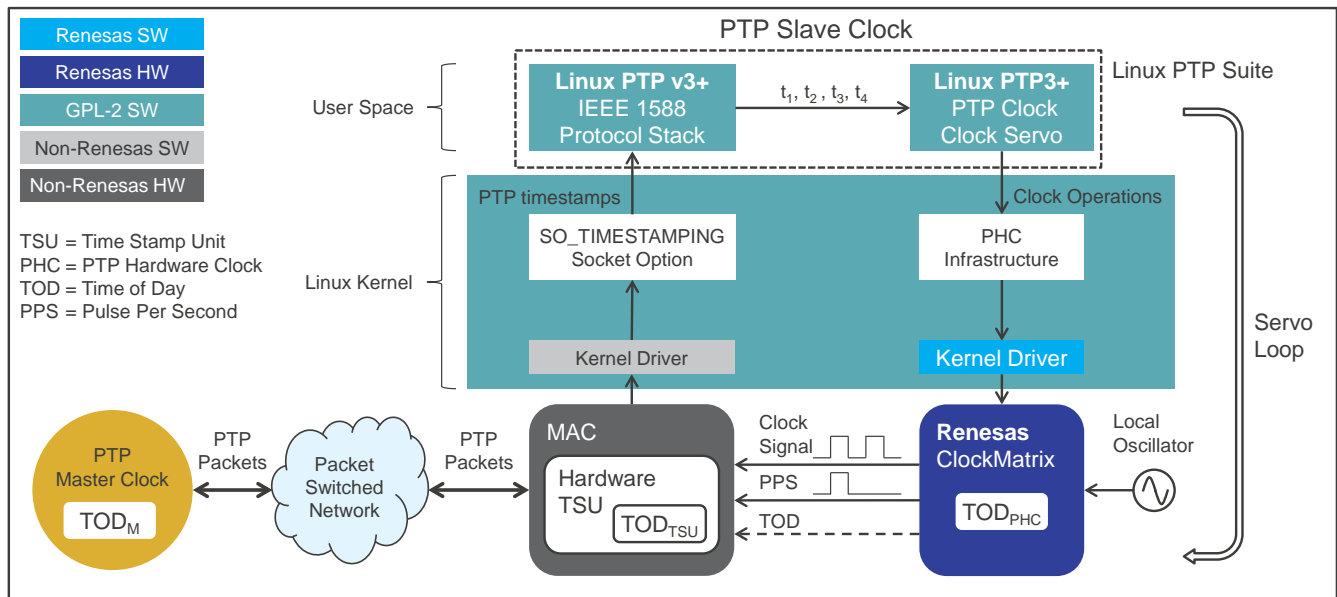 Renesas SW
Renesas HW
GPL-2 SW
Non-Renesas SW
Non-Renesas HW
TSU = Time Stamp Unit
PHC = PTP Hardware Clock
TOD = Time of Day
PPS = Pulse Per Second
PTP Slave Clock
Linux PTP Suite
User Space
Linux PTP v3+
IEEE 1588
Protocol Stack
t₁, t₂ , t₃, t₄
Linux PTP3+
PTP Clock
Clock Servo
Linux Kernel
PTP timestamps
Clock Operations
SO_TIMESTAMPING
Socket Option
PHC
Infrastructure
Kernel Driver
Kernel Driver
Servo
Loop
PTP
Master Clock
TOD_M
PTP
Packets
Packet
Switched
Network
PTP
Packets
MAC
Hardware
TSU
TOD_TSU
Clock
Signal
PPS
TOD
Renesas
ClockMatrix
TOD_PHC
Local
Oscillator